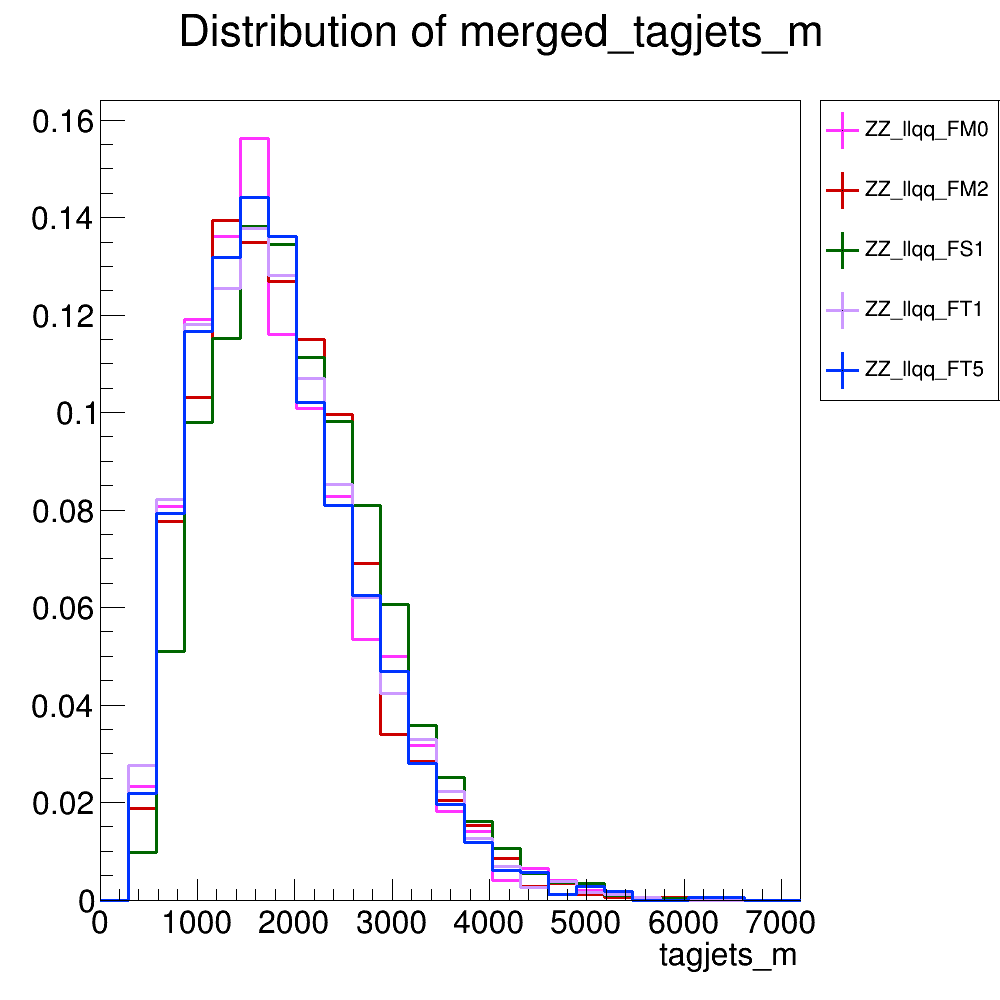 Distribution of merged_tagjets_m
0.16
0.14
0.12
0.1
0.08
0.06
0.04
0.02
0
0 1000 2000 3000 4000 5000 6000 7000
tagjets_m
ZZ_llqq_FM0
ZZ_llqq_FM2
ZZ_llqq_FS1
ZZ_llqq_FT1
ZZ_llqq_FT5